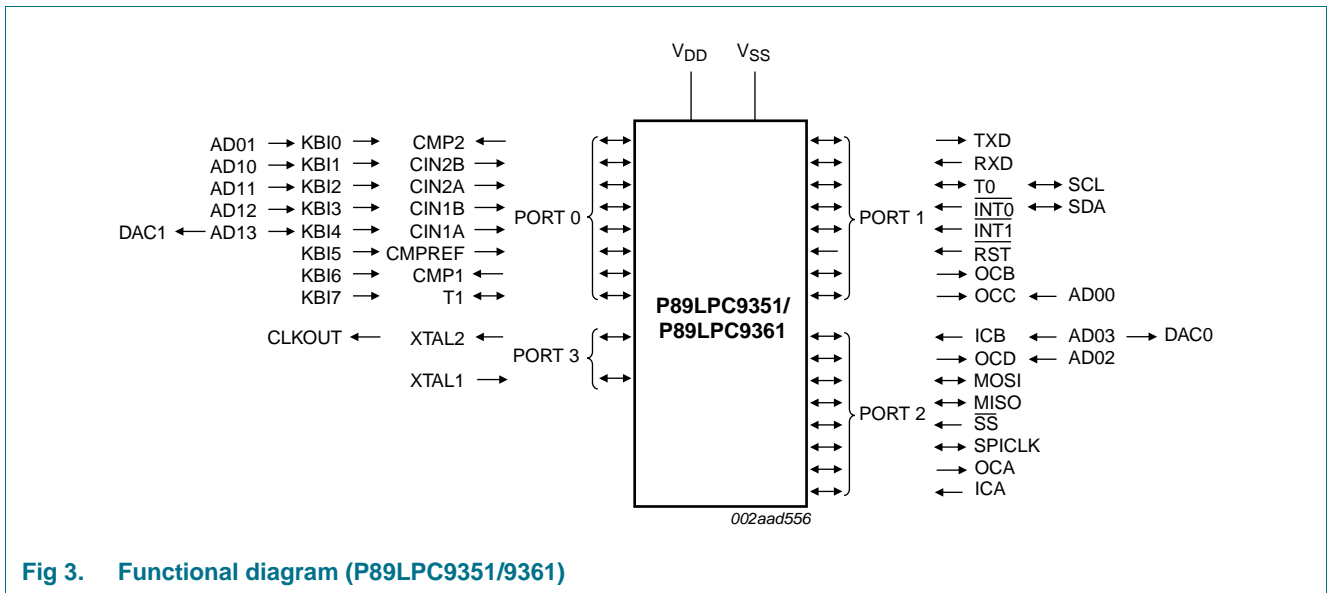 VDD VSS
AD01 KBI0 CMP2 TXD
AD10 KBI1 CIN2B RXD
AD11 KBI2 CIN2A T0 SCL
AD12 KBI3 CIN1B PORT 0 PORT 1 INT0 SDA
DAC1 AD13 KBI4 CIN1A INT1
KBI5 CMPREF RST
KBI6 CMP1 OCB
KBI7 T1 OCC AD00
P89LPC9351/
P89LPC9361
CLKOUT XTAL2 PORT 3 ICB AD03 DAC0
OCD AD02
XTAL1 MOSI
MISO
PORT 2 SS
SPICLK
OCA
ICA
002aad556
Fig 3. Functional diagram (P89LPC9351/9361)